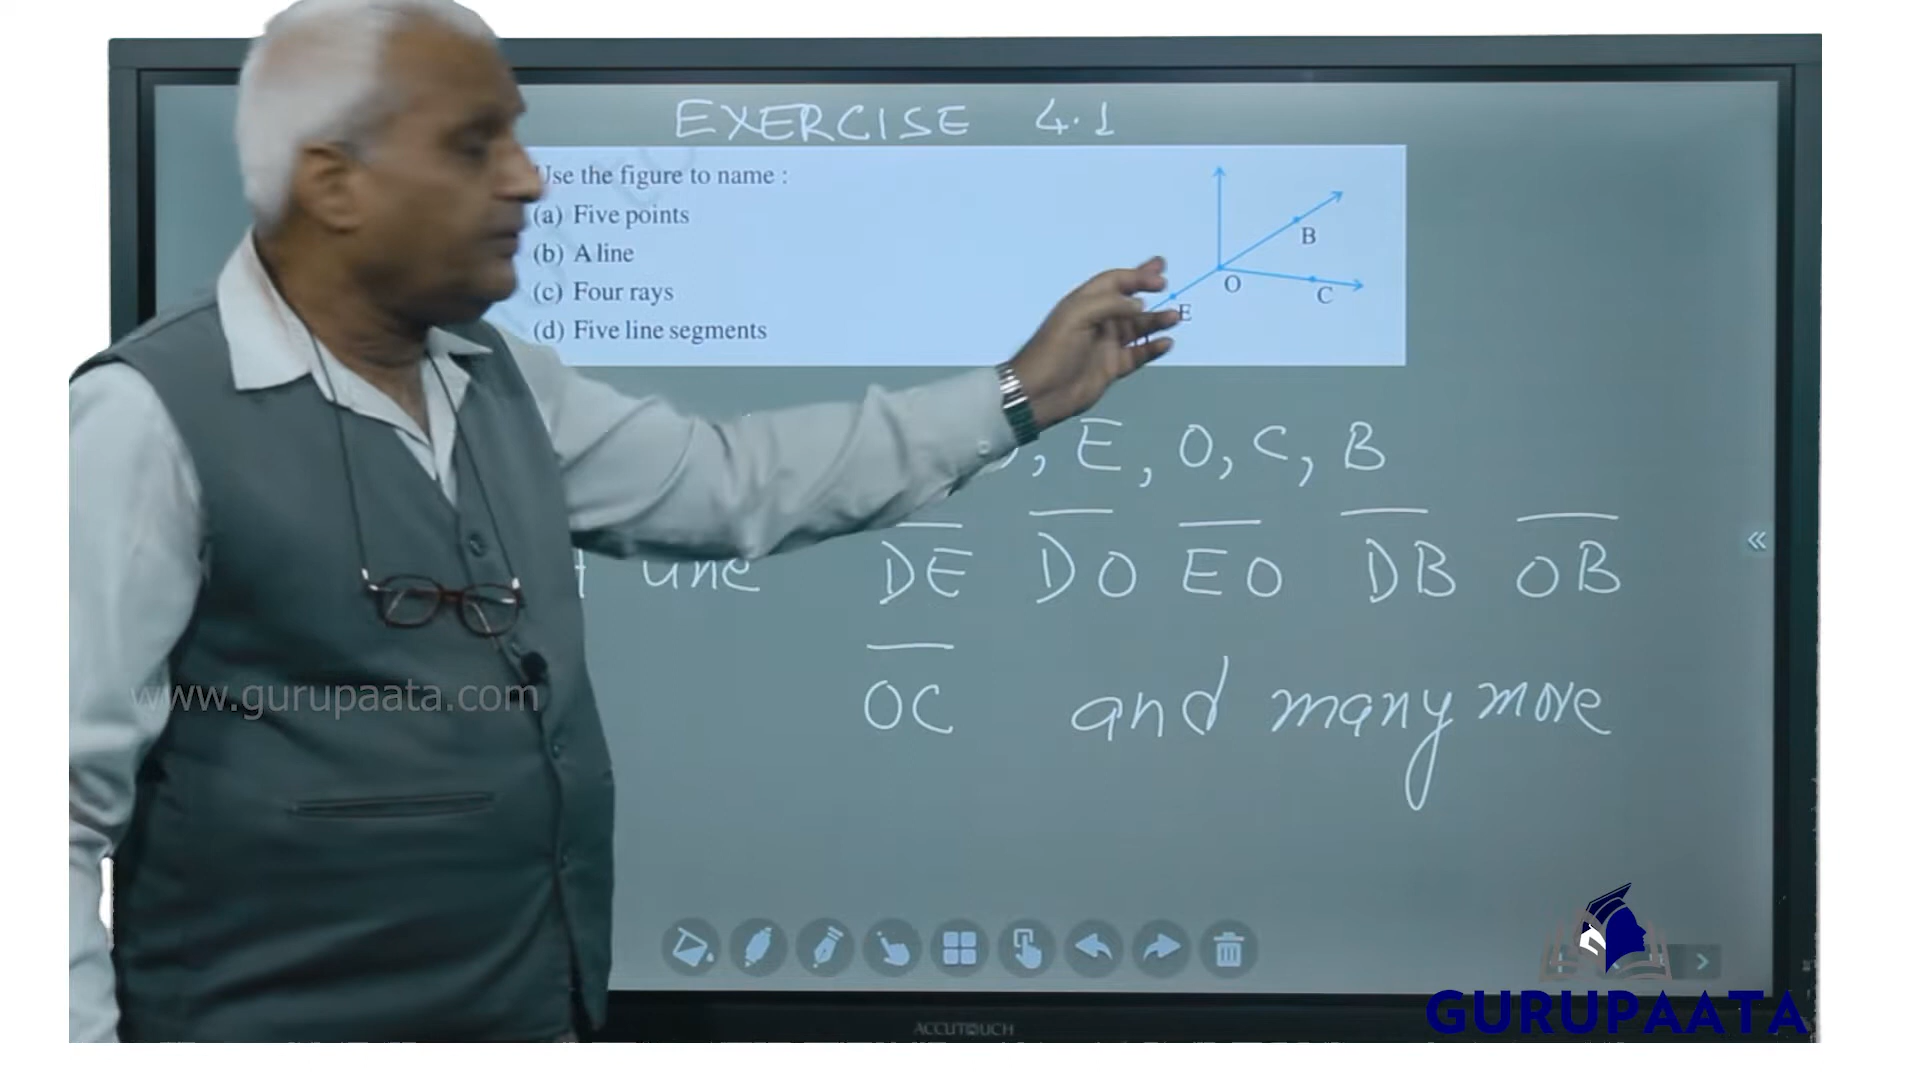 EXERCISE 4.1
Use the figure to name :
(a) Five points
(b) A line
(c) Four rays
(d) Five line segments
B
O
C
E
E, O, C, B
line DE DO EO DB OB
OC and many more
www.gurupaata.com
GURUPAATA
ACCUTOUCH